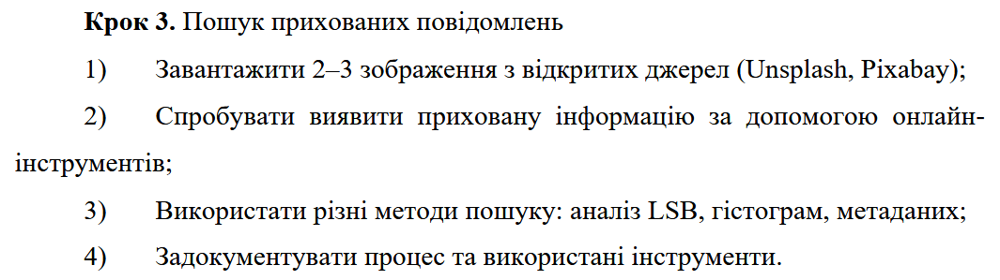 Крок 3. Пошук прихованих повідомлень
1) Завантажити 2–3 зображення з відкритих джерел (Unsplash, Pixabay);
2) Спробувати виявити приховану інформацію за допомогою онлайн-
інструментів;
3) Використати різні методи пошуку: аналіз LSB, гістограм, метаданих;
4) Задокументувати процес та використані інструменти.